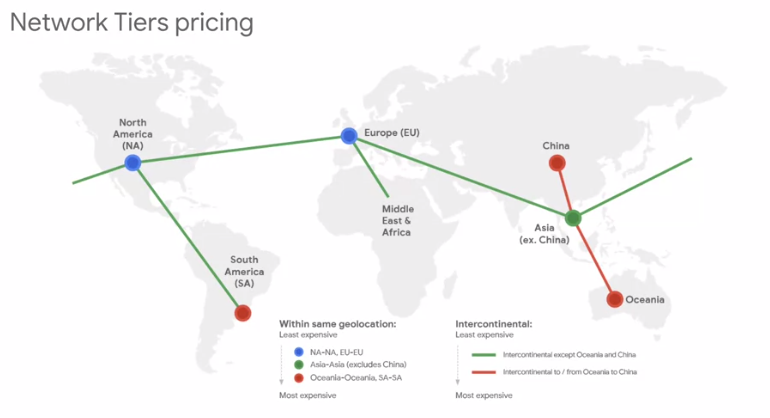 Network Tiers pricing
North
America
(NA)
Europe (EU)
China
Middle
East &
Africa
Asia
(ex. China)
South
America
(SA)
Oceania
Within same geolocation:
Least expensive
NA-NA, EU-EU
Asia-Asia (excludes China)
Oceania-Oceania, SA-SA
Most expensive
Intercontinental:
Least expensive
Intercontinental except Oceania and China
Intercontinental to / from Oceania to China
Most expensive